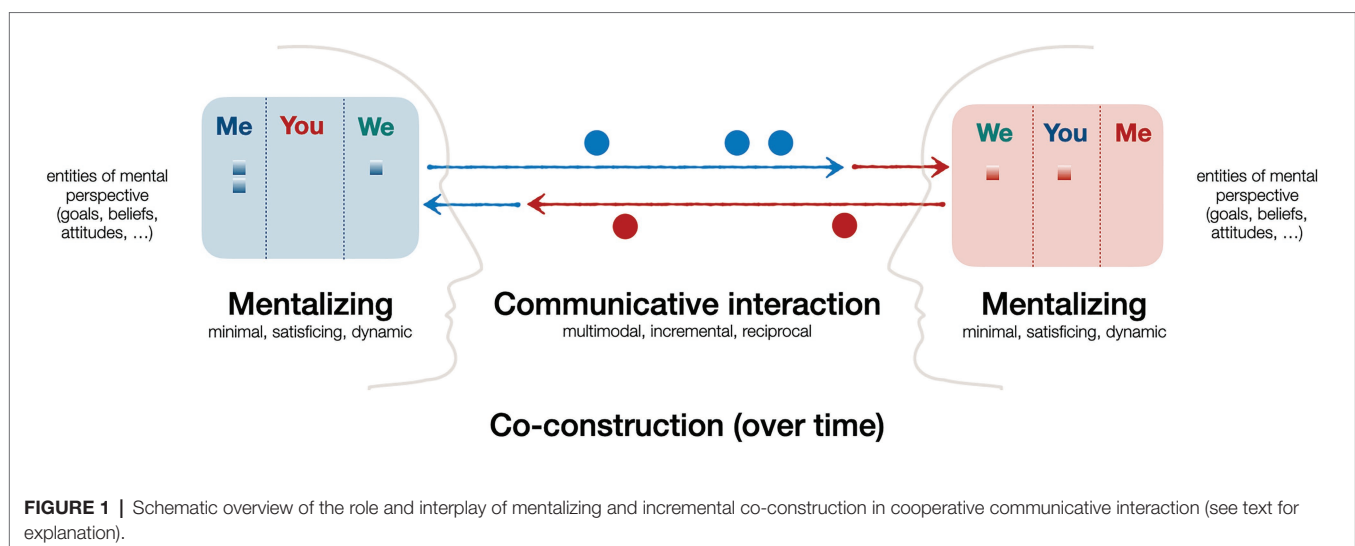 Me You We
We You Me
entities of mental
perspective
(goals, beliefs,
attitudes, …)
entities of mental
perspective
(goals, beliefs,
attitudes, …)
Mentalizing
minimal, satisficing, dynamic
Communicative interaction
multimodal, incremental, reciprocal
Mentalizing
minimal, satisficing, dynamic
Co-construction (over time)
FIGURE 1 | Schematic overview of the role and interplay of mentalizing and incremental co-construction in cooperative communicative interaction (see text for
explanation).